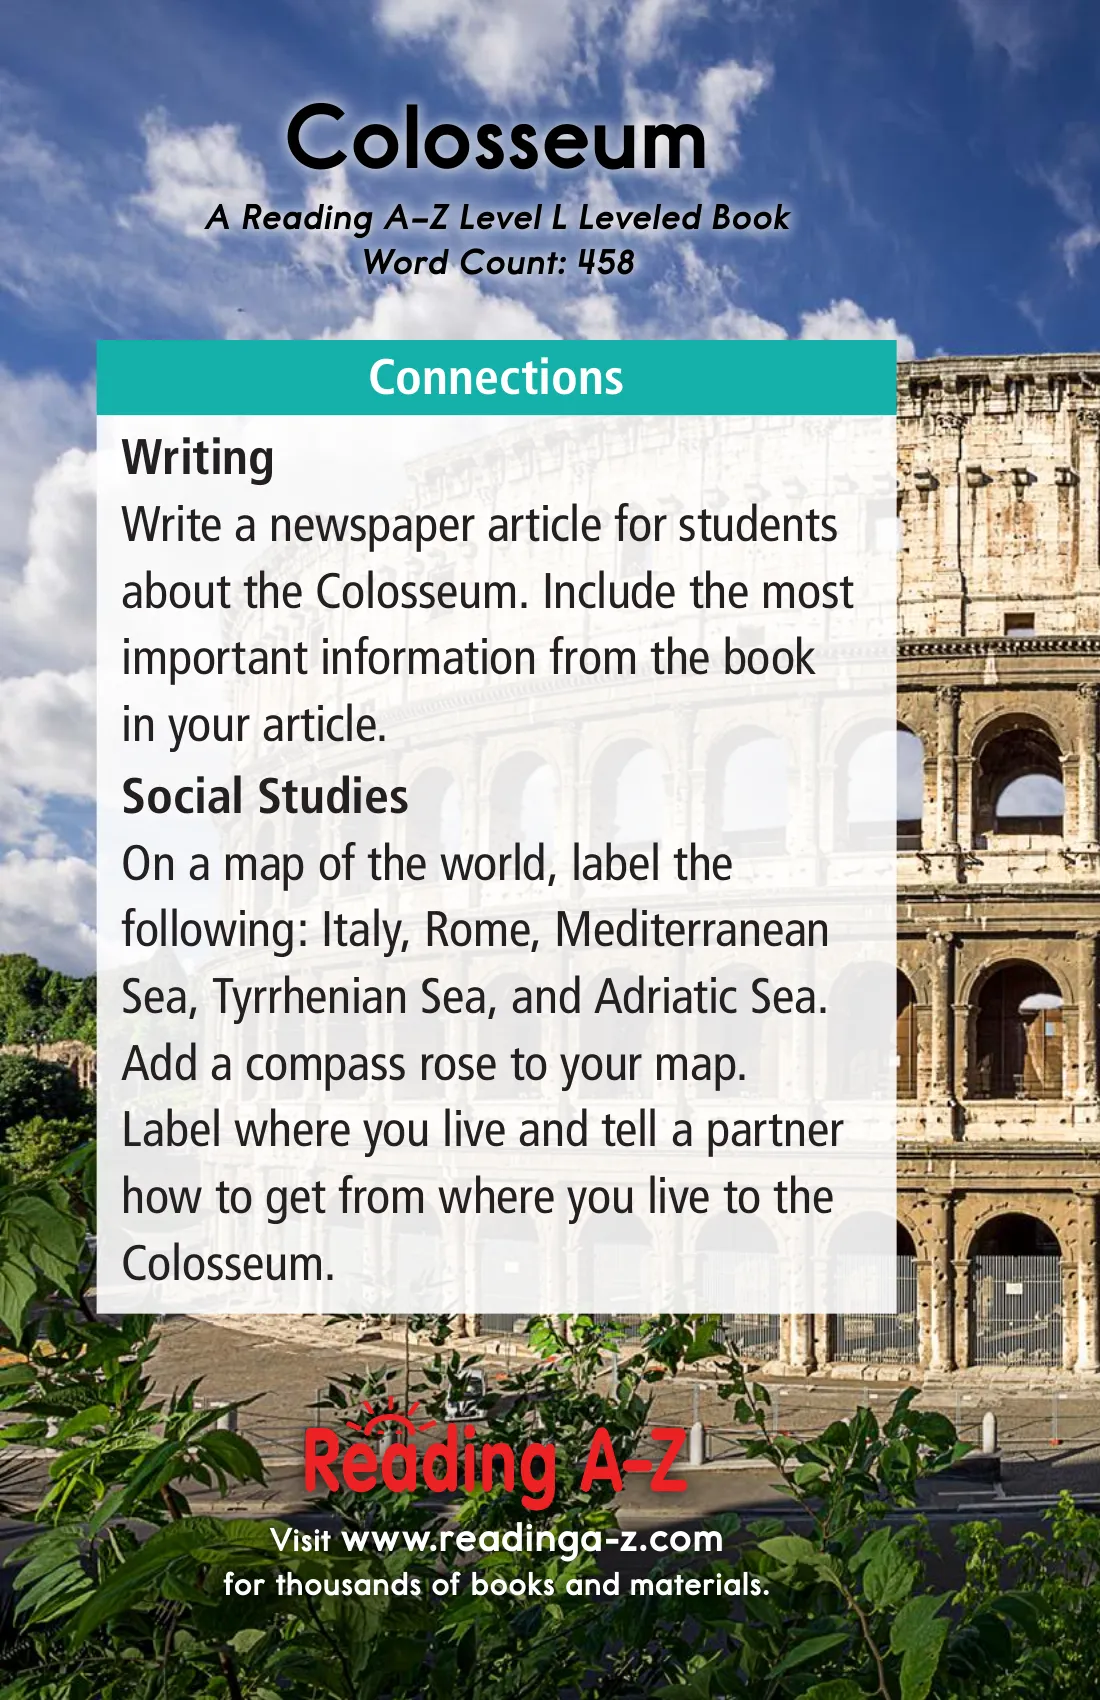 Colosseum
A Reading A–Z Level L Leveled Book
Word Count: 458
Connections
Writing
Write a newspaper article for students
about the Colosseum. Include the most
important information from the book
in your article.
Social Studies
On a map of the world, label the
following: Italy, Rome, Mediterranean
Sea, Tyrrhenian Sea, and Adriatic Sea.
Add a compass rose to your map.
Label where you live and tell a partner
how to get from where you live to the
Colosseum.
Reading A-Z
Visit www.readinga-z.com
for thousands of books and materials.